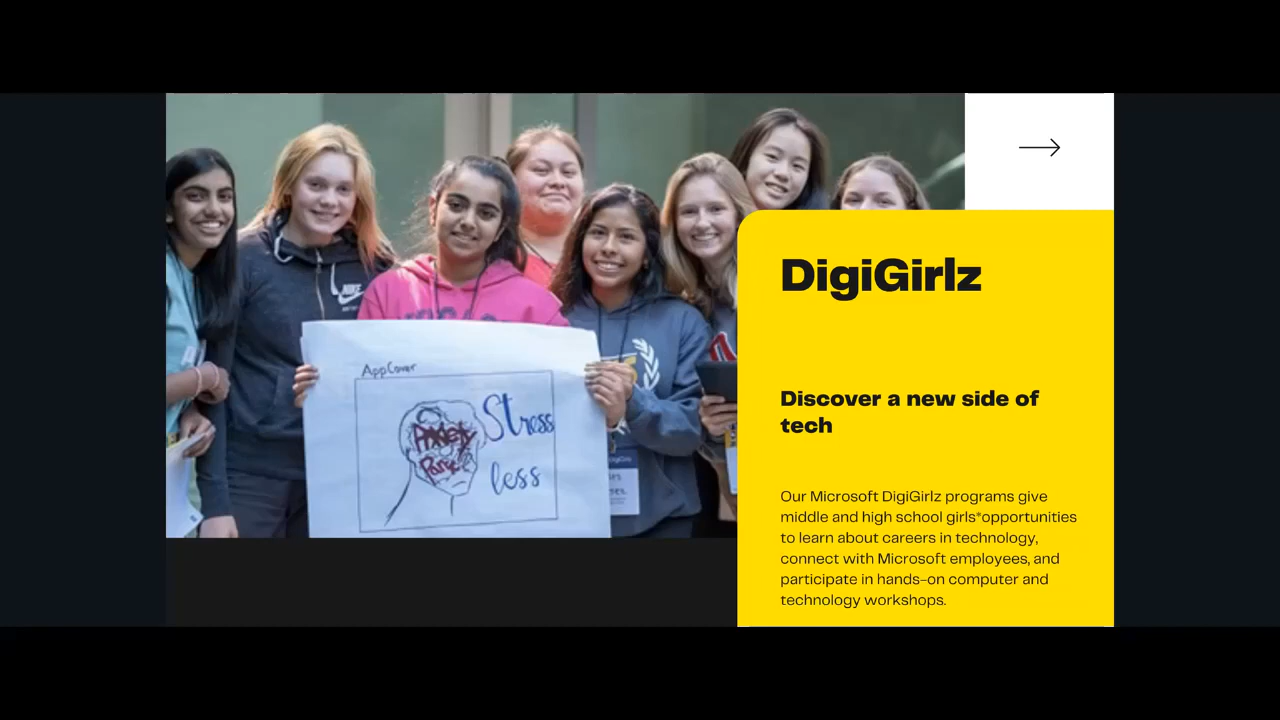 DigiGirlz
Discover a new side of
tech
Our Microsoft DigiGirlz programs give
middle and high school girls*opportunities
to learn about careers in technology,
connect with Microsoft employees, and
participate in hands-on computer and
technology workshops.
AppCover
Stress
less
Anxiety
NIKE